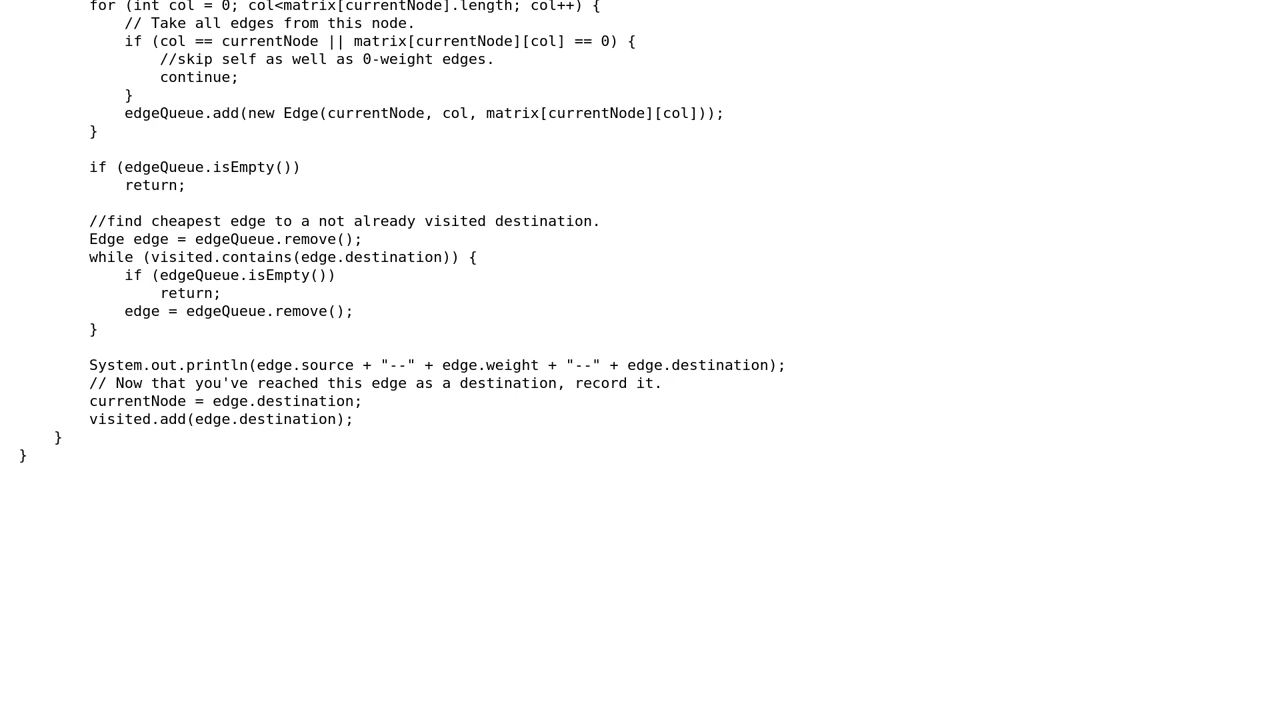 for (int col = 0; col<matrix[currentNode].length; col++) {
// Take all edges from this node.
if (col == currentNode || matrix[currentNode][col] == 0) {
//skip self as well as 0-weight edges.
continue;
}
edgeQueue.add(new Edge(currentNode, col, matrix[currentNode][col]));
}
if (edgeQueue.isEmpty())
return;
//find cheapest edge to a not already visited destination.
Edge edge = edgeQueue.remove();
while (visited.contains(edge.destination)) {
if (edgeQueue.isEmpty())
return;
edge = edgeQueue.remove();
}
System.out.println(edge.source + "--" + edge.weight + "--" + edge.destination);
// Now that you've reached this edge as a destination, record it.
currentNode = edge.destination;
visited.add(edge.destination);
}
}